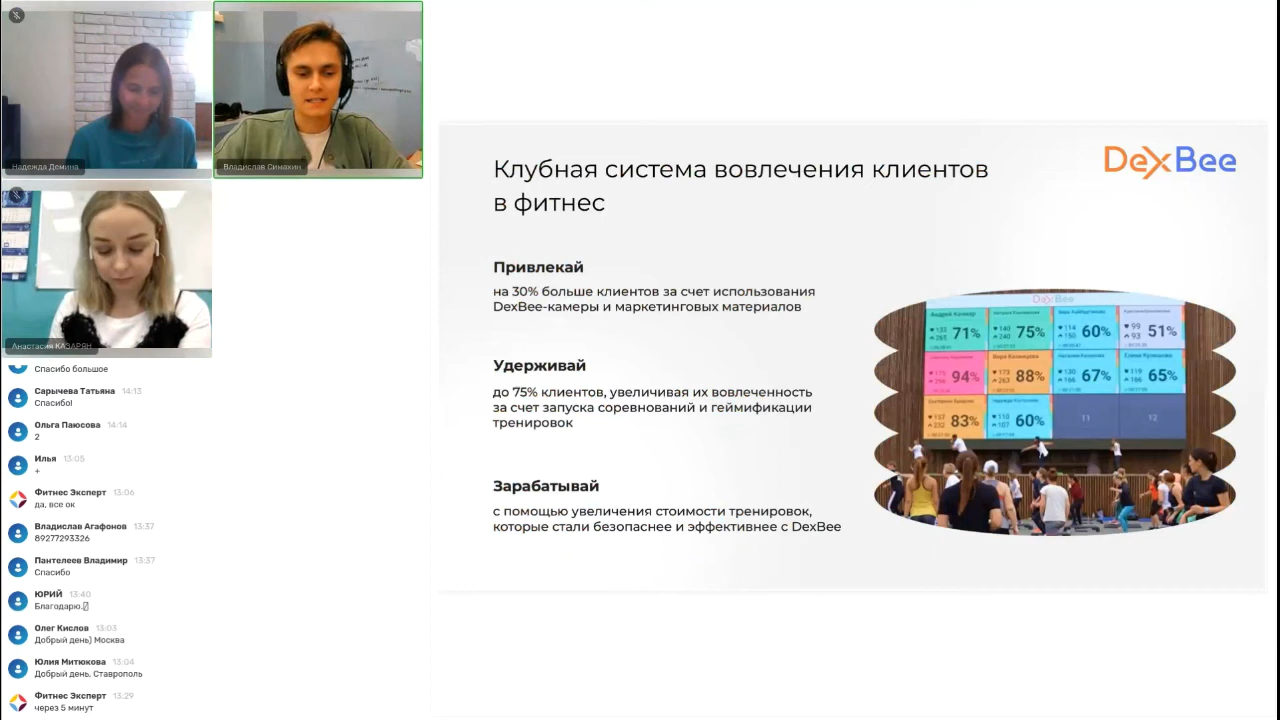 Надежда Демина
Владислав Симахин
Анастасия КАЗАРЯН
Спасибо большое
Сарычева Татьяна 14:13
Спасибо!
Ольга Паюсова 14:14
2
Илья 13:05
+
Фитнес Эксперт 13:06
да, все ок
Владислав Агафонов 13:37
89277293326
Пантелеев Владимир 13:37
Спасибо
ЮРИЙ 13:40
Благодарю.
Олег Кислов 13:03
Добрый день) Москва
Юлия Митюкова 13:04
Добрый день. Ставрополь
Фитнес Эксперт 13:29
через 5 минут
DexBee
Клубная система вовлечения клиентов
в фитнес
Привлекай
на 30% больше клиентов за счет использования
DexBee-камеры и маркетинговых материалов
Удерживай
до 75% клиентов, увеличивая их вовлеченность
за счет запуска соревнований и геймификации
тренировок
Зарабатывай
с помощью увеличения стоимости тренировок,
которые стали безопаснее и эффективнее с DexBee
DexBee
71% 75% 60% 51%
94% 88% 67% 65%
83% 60% 11 12